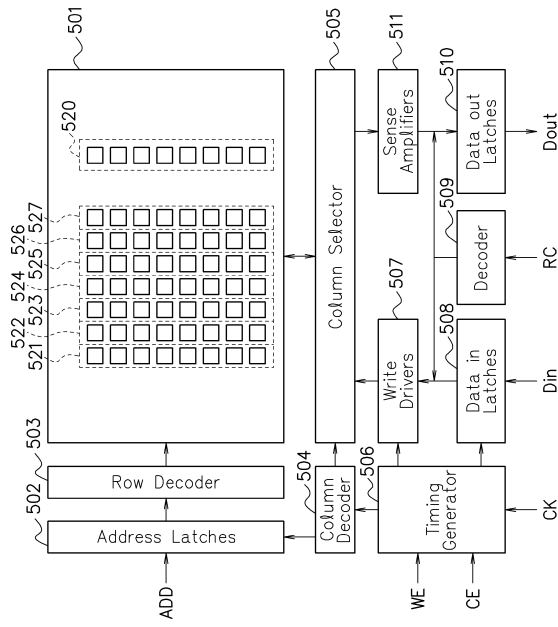 501
520
521
522
523
524
525
526
527
503
Row Decoder
502
Address Latches
ADD
505
Column Selector
504
Column
Decoder
511
Sense
Amplifiers
507
Write
Drivers
506
Timing
Generator
510
Data out
Latches
509
Decoder
508
Data in
Latches
WE
CE
CK
Din
RC
Dout